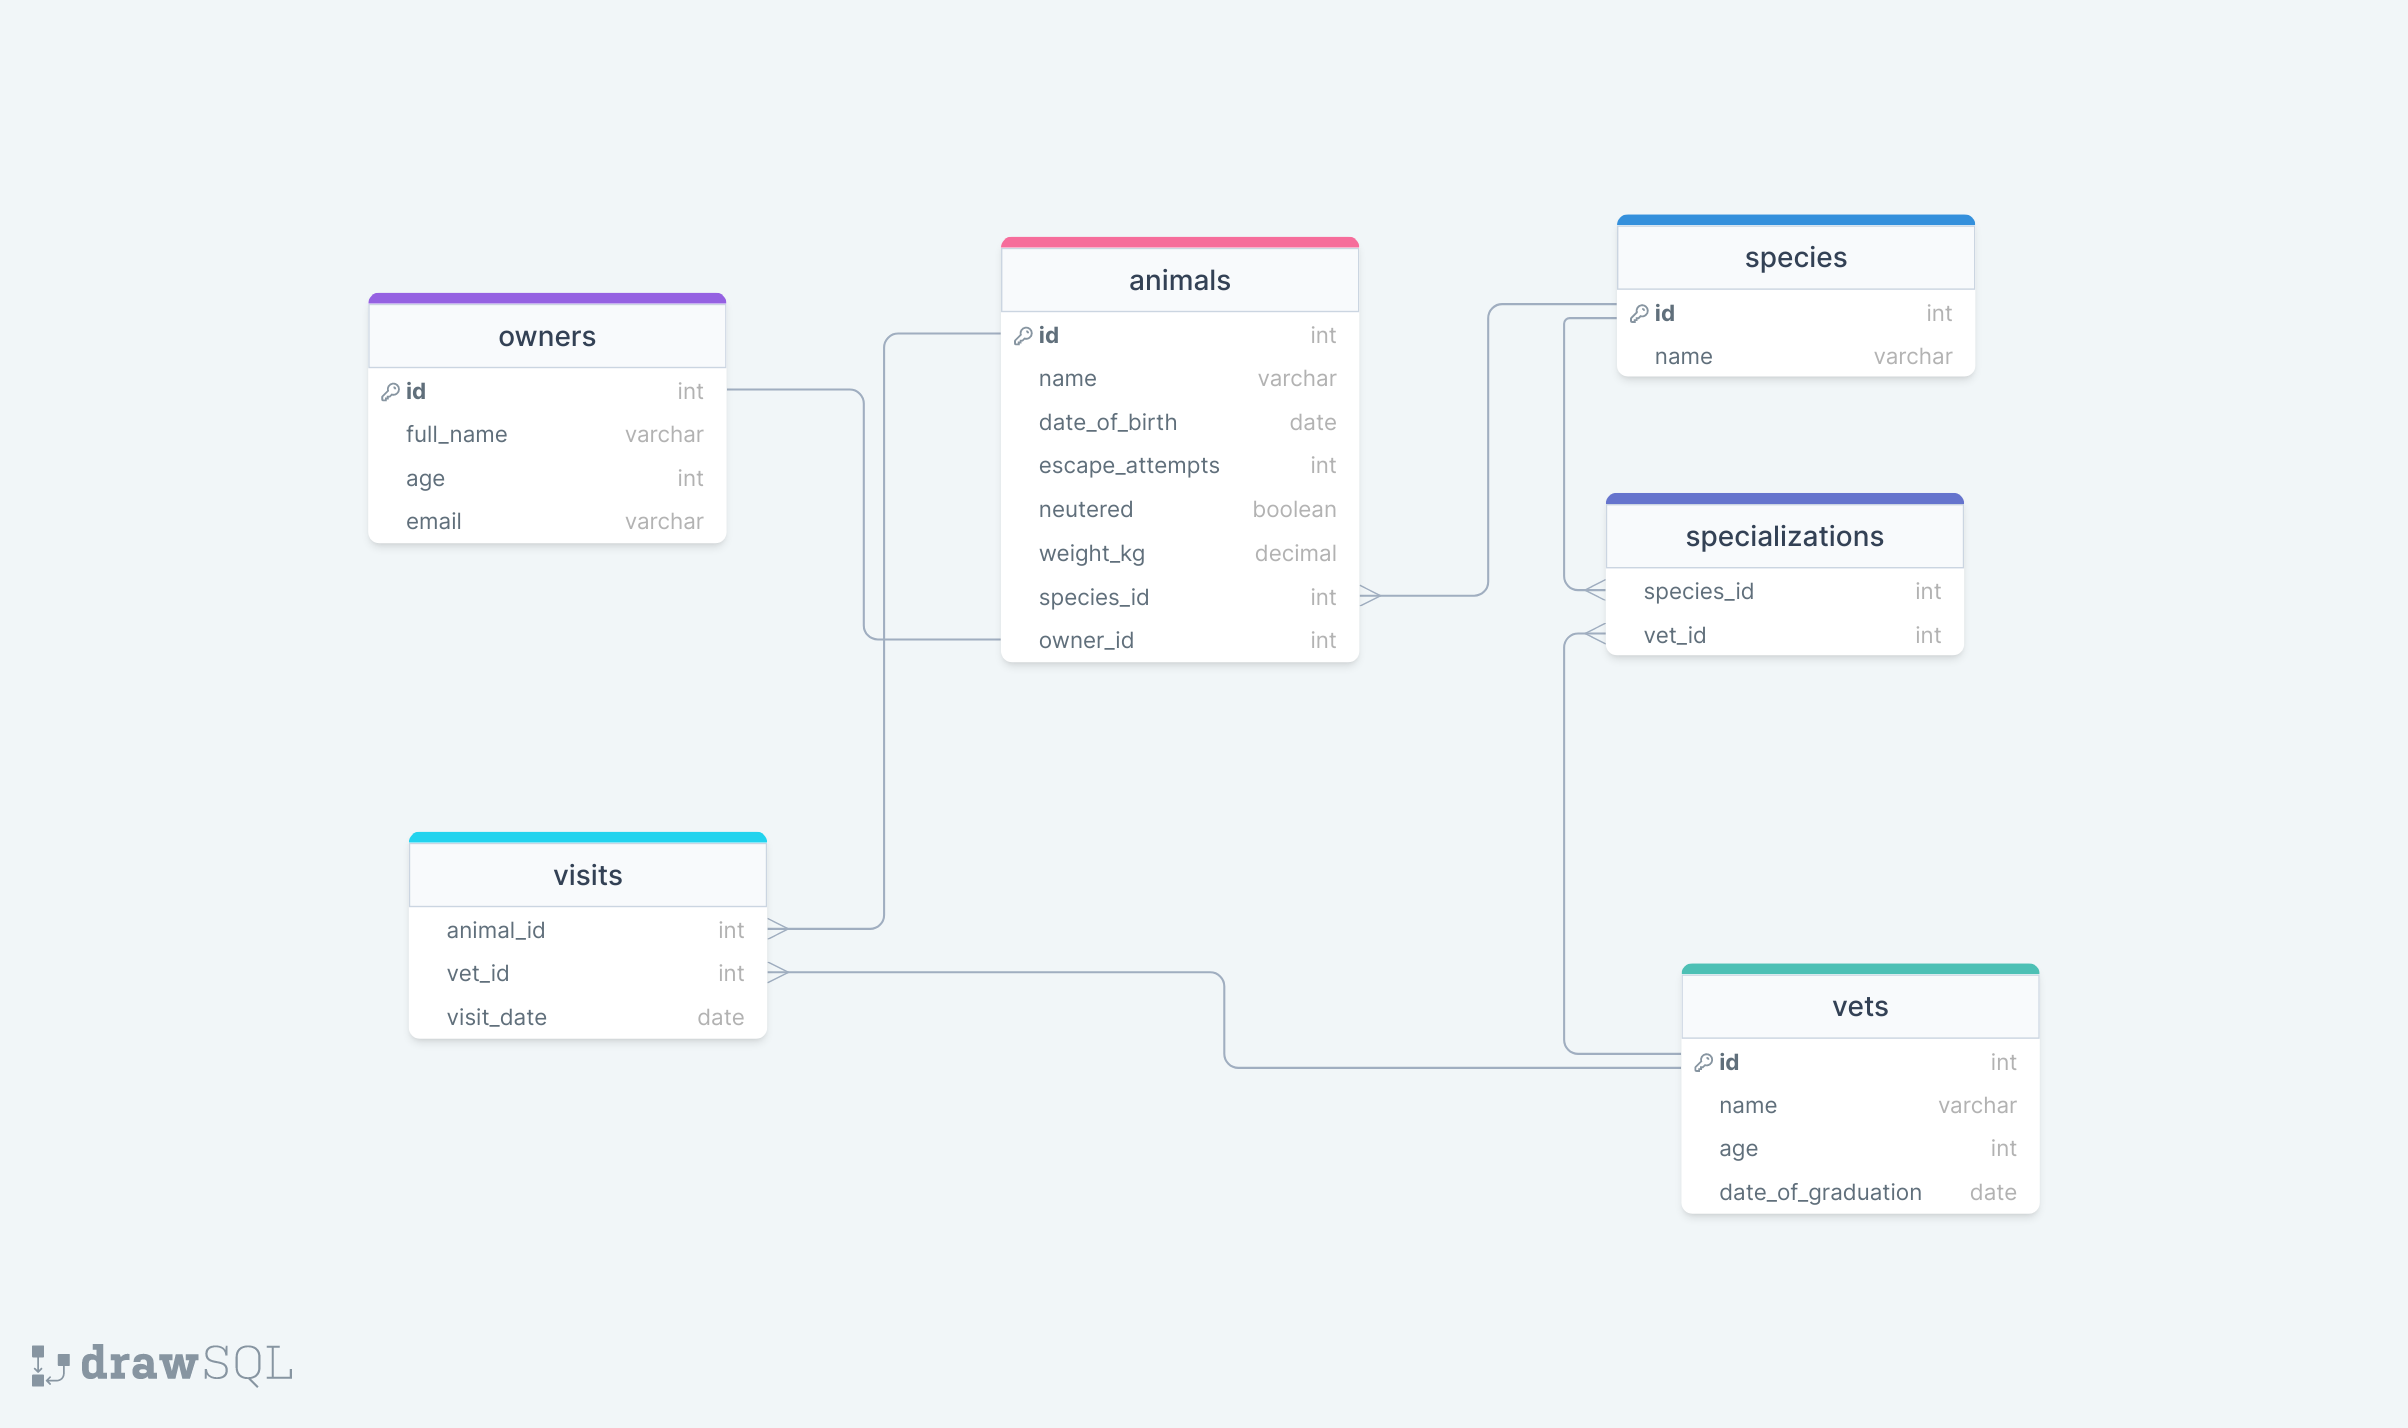 owners
id int
full_name varchar
age int
email varchar
animals
id int
name varchar
date_of_birth date
escape_attempts int
neutered boolean
weight_kg decimal
species_id int
owner_id int
species
id int
name varchar
specializations
species_id int
vet_id int
visits
animal_id int
vet_id int
visit_date date
vets
id int
name varchar
age int
date_of_graduation date
drawSQL